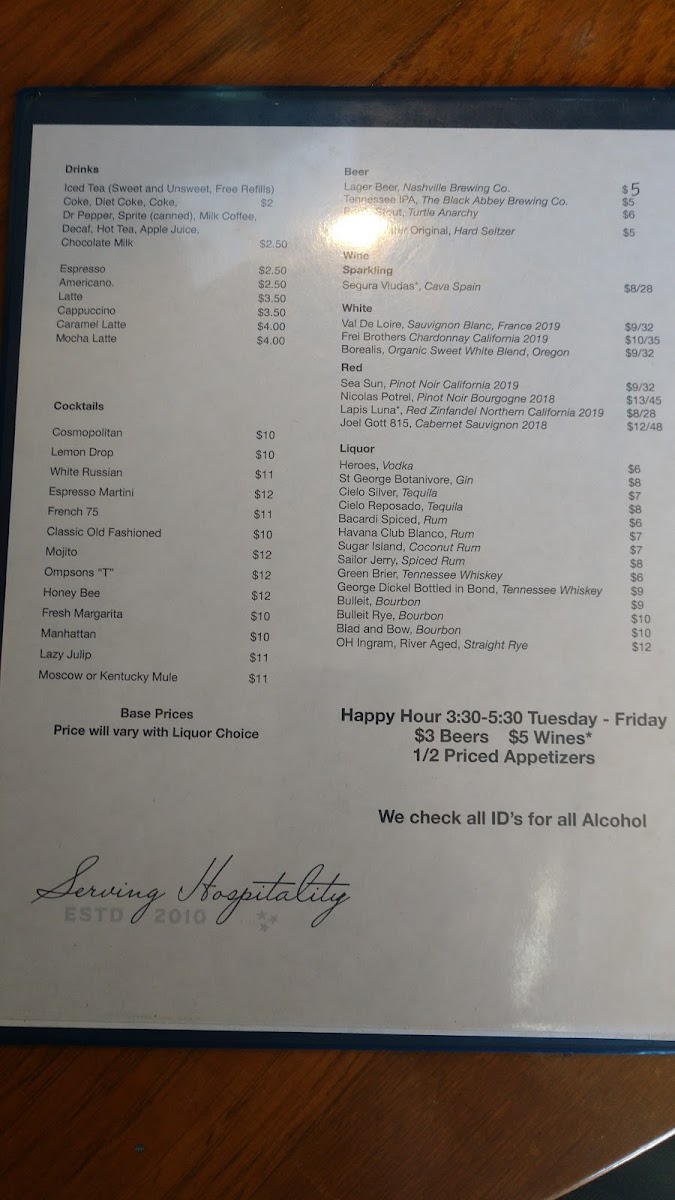 Drinks
Iced Tea (Sweet and Unsweet, Free Refills)
Coke, Diet Coke, Coke, $2
Dr Pepper, Sprite (canned), Milk Coffee,
Decaf, Hot Tea, Apple Juice,
Chocolate Milk $2.50
Espresso $2.50
Americano. $2.50
Latte $3.50
Cappuccino $3.50
Caramel Latte $4.00
Mocha Latte $4.00
Cocktails
Cosmopolitan $10
Lemon Drop $10
White Russian $11
Espresso Martini $12
French 75 $11
Classic Old Fashioned $10
Mojito $12
Ompsons "T" $12
Honey Bee $12
Fresh Margarita $10
Manhattan $10
Lazy Julip $11
Moscow or Kentucky Mule $11
Base Prices
Price will vary with Liquor Choice
Beer
Lager Beer, Nashville Brewing Co. $5
Tennessee IPA, The Black Abbey Brewing Co. $5
Stout, Turtle Anarchy $6
Original, Hard Seltzer $5
Wine
Sparkling
Segura Viudas*, Cava Spain $8/28
White
Val De Loire, Sauvignon Blanc, France 2019 $9/32
Frei Brothers Chardonnay California 2019 $10/35
Borealis, Organic Sweet White Blend, Oregon $9/32
Red
Sea Sun, Pinot Noir California 2019 $9/32
Nicolas Potrel, Pinot Noir Bourgogne 2018 $13/45
Lapis Luna*, Red Zinfandel Northern California 2019 $8/28
Joel Gott 815, Cabernet Sauvignon 2018 $12/48
Liquor
Heroes, Vodka $6
St George Botanivore, Gin $8
Cielo Silver, Tequila $7
Cielo Reposado, Tequila $8
Bacardi Spiced, Rum $6
Havana Club Blanco, Rum $7
Sugar Island, Coconut Rum $7
Sailor Jerry, Spiced Rum $8
Green Brier, Tennessee Whiskey $6
George Dickel Bottled in Bond, Tennessee Whiskey $9
Bulleit, Bourbon $9
Bulleit Rye, Bourbon $10
Blad and Bow, Bourbon $10
OH Ingram, River Aged, Straight Rye $12
Happy Hour 3:30-5:30 Tuesday - Friday
$3 Beers $5 Wines*
1/2 Priced Appetizers
We check all ID's for all Alcohol
Serving Hospitality
ESTD 2010